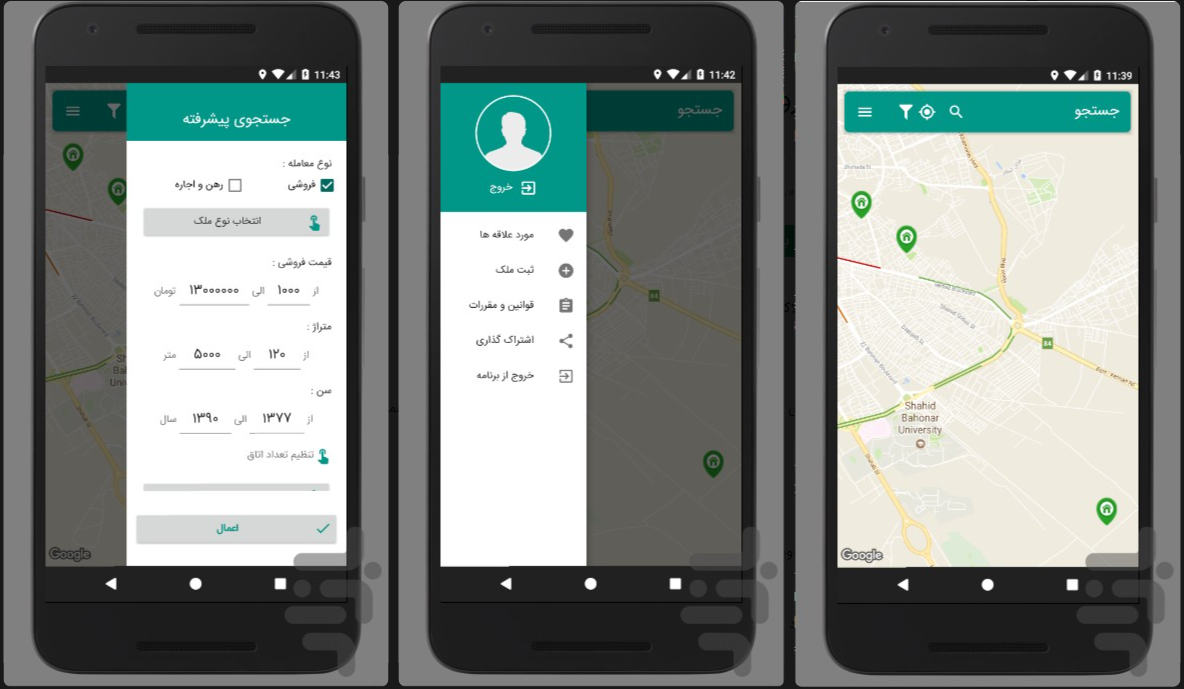 11:43
جستجوی پیشرفته
نوع معامله :
فروشی
رهن و اجاره
انتخاب نوع ملک
قیمت فروشی :
از ۱۰۰۰ الی ۱۳۰۰۰۰۰۰ تومان
متراژ :
از ۱۲۰ الی ۵۰۰۰ متر
سن :
از ۱۳۷۷ الی ۱۳۹۰ سال
تنظیم تعداد اتاق
اعمال
Google
11:42
جستجو
خروج
مورد علاقه ها
ثبت ملک
قوانین و مقررات
اشتراک گذاری
خروج از برنامه
84
11:39
جستجو
84
Shahid
Bahonar
University
Google